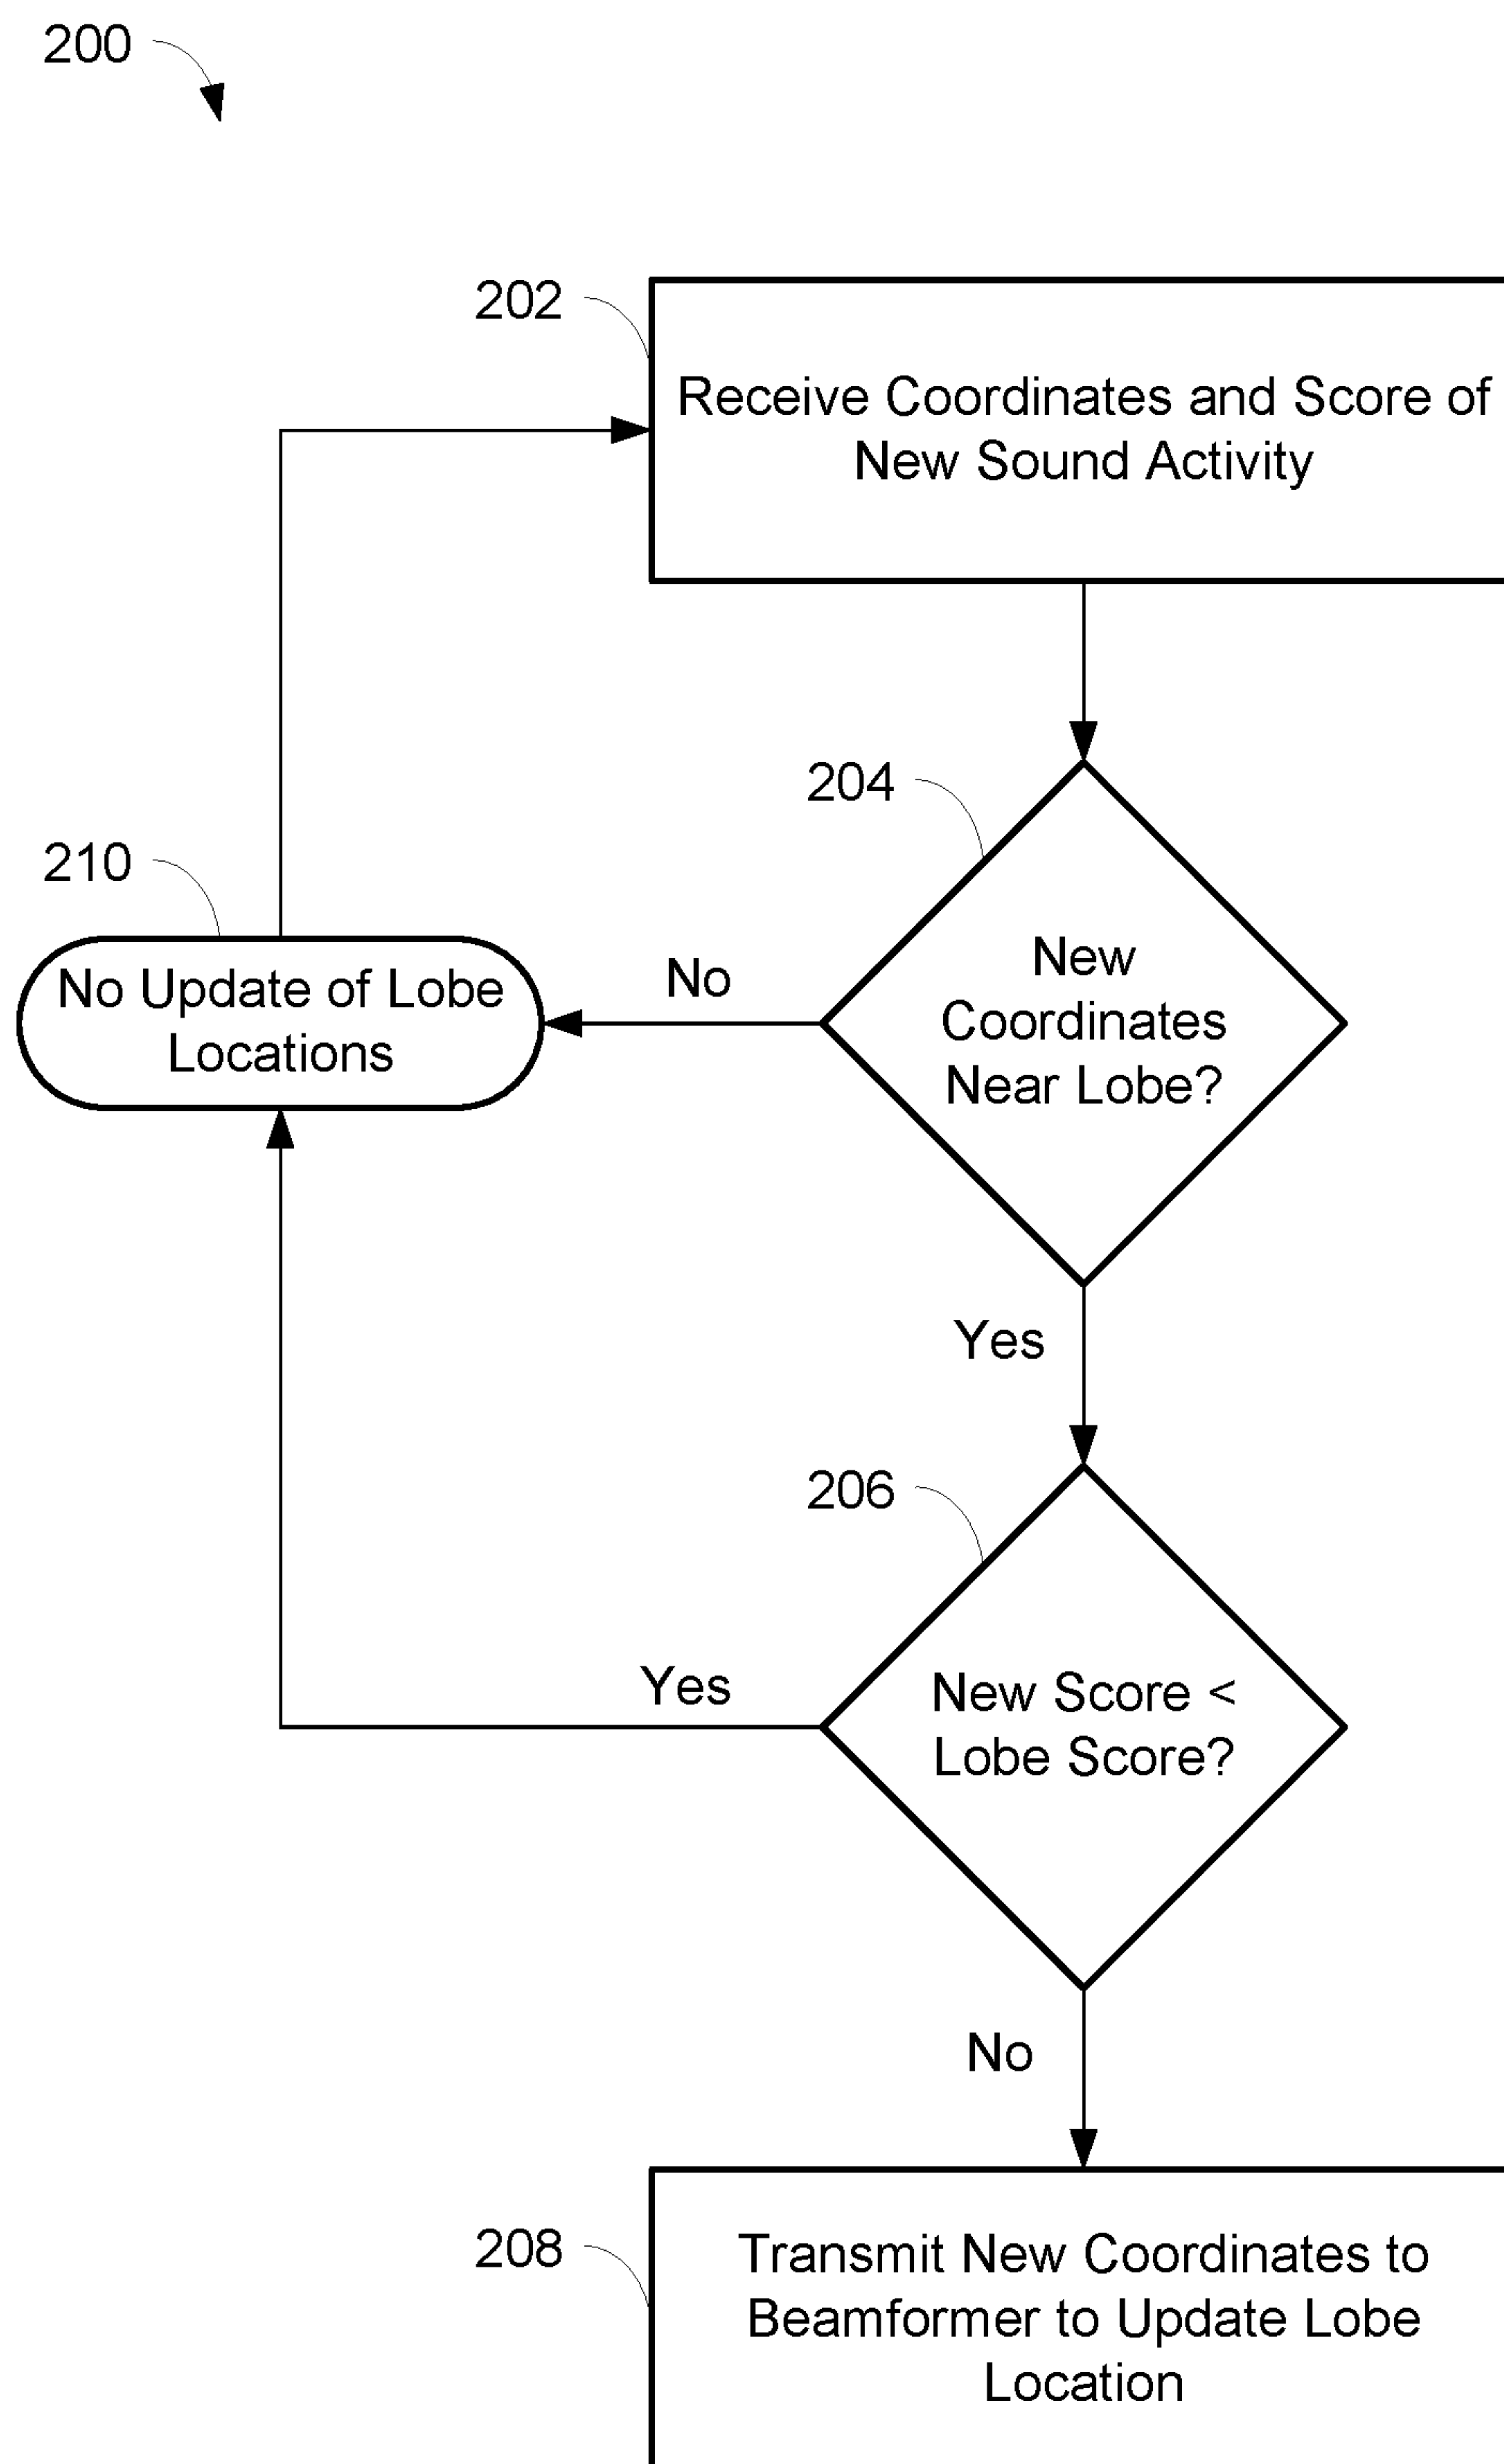 200
202
Receive Coordinates and Score of
New Sound Activity
204
210
New
Coordinates
Near Lobe?
No
No Update of Lobe
Locations
Yes
206
New Score <
Lobe Score?
Yes
No
208
Transmit New Coordinates to
Beamformer to Update Lobe
Location